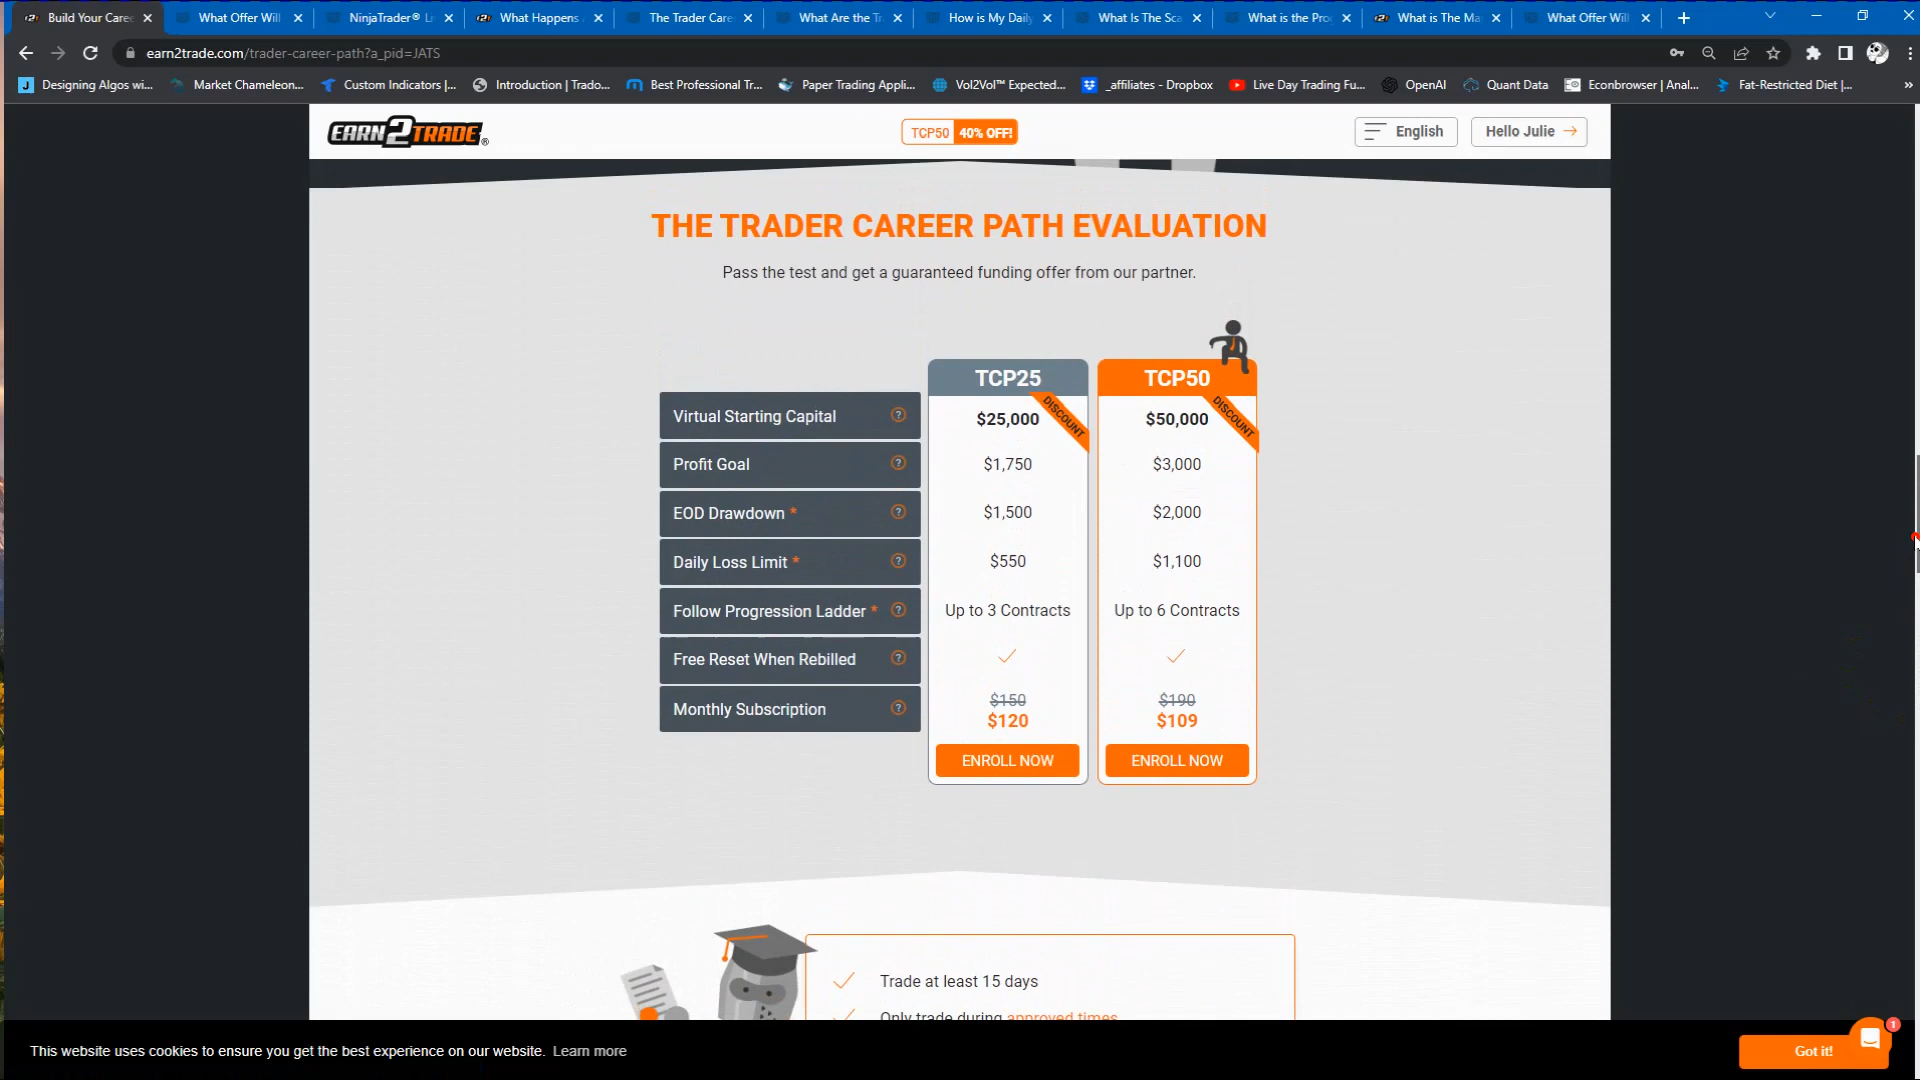 Build Your Caree
What Offer Will
NinjaTrader® Li
What Happens
The Trader Care
What Are the Tr
How is My Daily
What Is The Sca
What is the Pro
What is The Ma
What Offer Will
earn2trade.com/trader-career-path?a_pid=JATS
Designing Algos wi...
Market Chameleon...
Custom Indicators |...
Introduction | Trado...
Best Professional Tr...
Paper Trading Appli...
Vol2Vol™ Expected...
_affiliates - Dropbox
Live Day Trading Fu...
OpenAI
Quant Data
Econbrowser | Anal...
Fat-Restricted Diet |...
EARN2TRADE®
TCP50 40% OFF!
English
Hello Julie
THE TRADER CAREER PATH EVALUATION
Pass the test and get a guaranteed funding offer from our partner.
TCP25 TCP50
DISCOUNT DISCOUNT
Virtual Starting Capital ? $25,000 $50,000
Profit Goal ? $1,750 $3,000
EOD Drawdown * ? $1,500 $2,000
Daily Loss Limit * ? $550 $1,100
Follow Progression Ladder * ? Up to 3 Contracts Up to 6 Contracts
Free Reset When Rebilled ?
$150 $190
Monthly Subscription ? $120 $109
ENROLL NOW ENROLL NOW
Trade at least 15 days
Only trade during approved times
This website uses cookies to ensure you get the best experience on our website. Learn more
Got it!
1